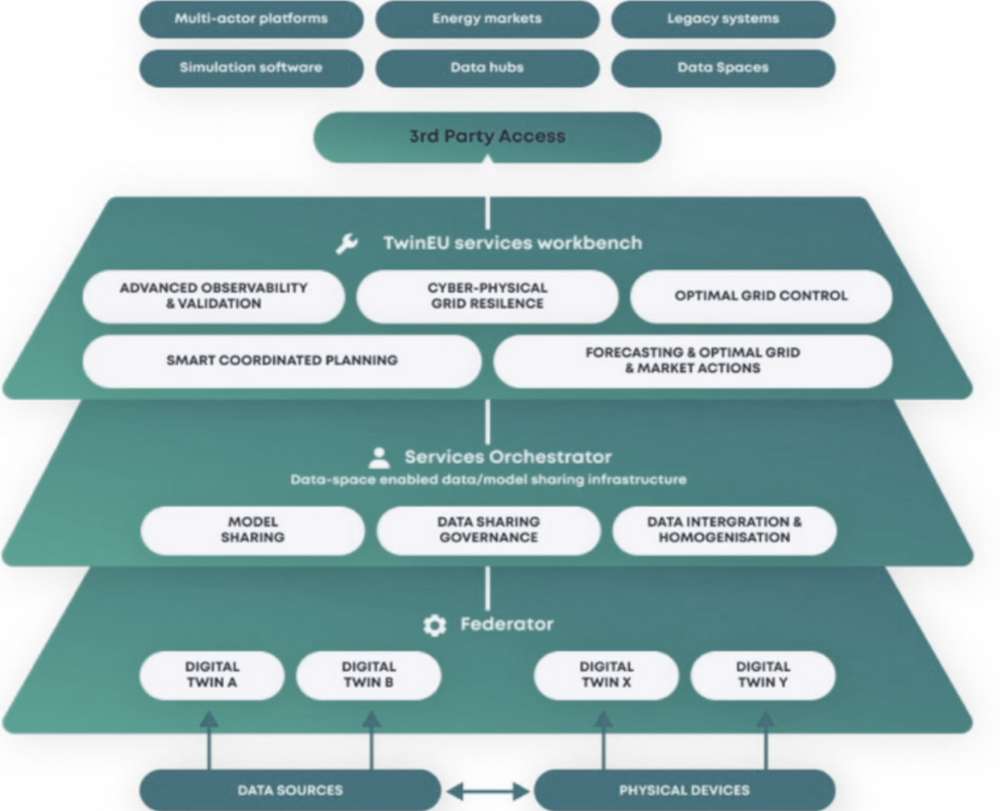 Multi-actor platforms
Energy markets
Legacy systems
Simulation software
Data hubs
Data Spaces
3rd Party Access
TwinEU services workbench
ADVANCED OBSERVABILITY
& VALIDATION
CYBER-PHYSICAL
GRID RESILENCE
OPTIMAL GRID CONTROL
SMART COORDINATED PLANNING
FORECASTING & OPTIMAL GRID
& MARKET ACTIONS
Services Orchestrator
Data-space enabled data/model sharing infrastructure
MODEL
SHARING
DATA SHARING
GOVERNANCE
DATA INTERGRATION &
HOMOGENISATION
Federator
DIGITAL
TWIN A
DIGITAL
TWIN B
DIGITAL
TWIN X
DIGITAL
TWIN Y
DATA SOURCES
PHYSICAL DEVICES